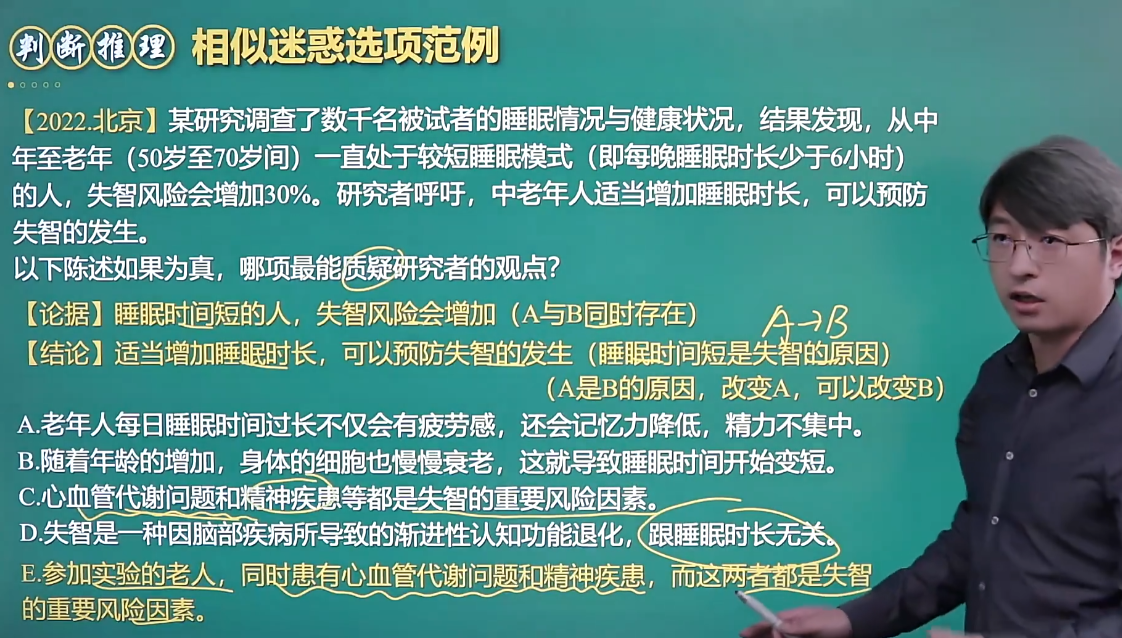 判断推理 相似迷惑选项范例
【2022.北京】某研究调查了数千名被试者的睡眠情况与健康状况，结果发现，从中
年至老年（50岁至70岁间）一直处于较短睡眠模式（即每晚睡眠时长少于6小时）
的人，失智风险会增加30%。研究者呼吁，中老年人适当增加睡眠时长，可以预防
失智的发生。
以下陈述如果为真，哪项最能质疑研究者的观点？
【论据】睡眠时间短的人，失智风险会增加（A与B同时存在）
A→B
【结论】适当增加睡眠时长，可以预防失智的发生（睡眠时间短是失智的原因）
（A是B的原因，改变A，可以改变B）
A.老年人每日睡眠时间过长不仅会有疲劳感，还会记忆力降低，精力不集中。
B.随着年龄的增加，身体的细胞也慢慢衰老，这就导致睡眠时间开始变短。
C.心血管代谢问题和精神疾患等都是失智的重要风险因素。
D.失智是一种因脑部疾病所导致的渐进性认知功能退化，跟睡眠时长无关。
E.参加实验的老人，同时患有心血管代谢问题和精神疾患，而这两者都是失智
的重要风险因素。